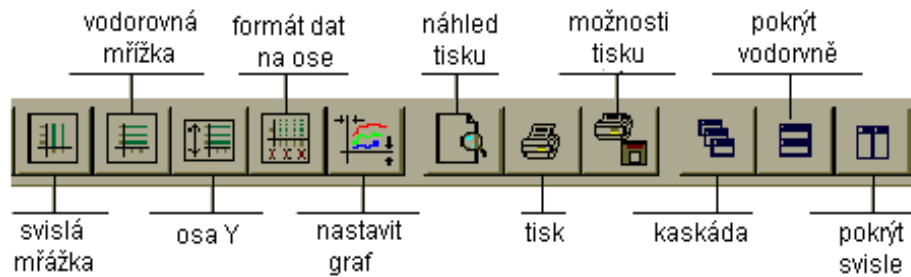 vodorovná
mřížka
formát dat
na ose
náhled
tisku
možnosti
tisku
pokrýt
vodorvně
X X X
svislá
mřážka
osa Y
nastavit
graf
tisk
kaskáda
pokrýt
svisle